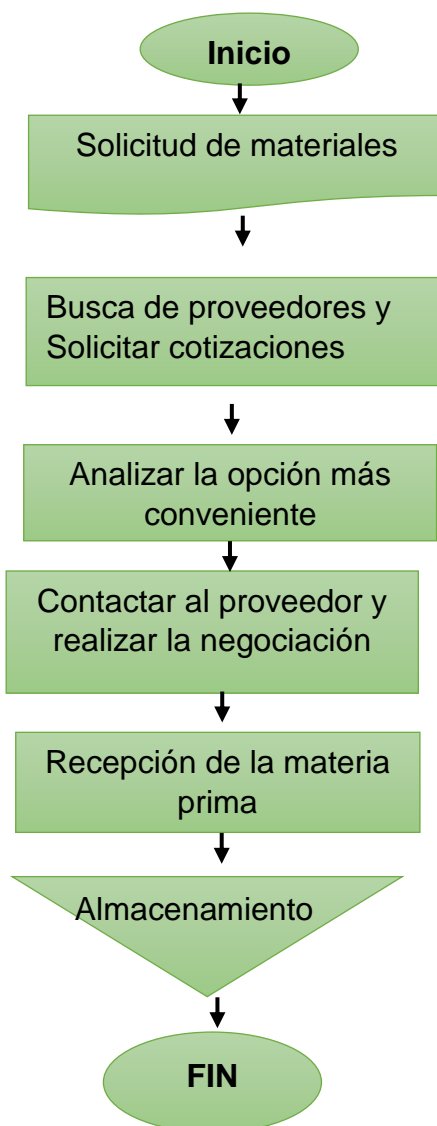 Inicio
Solicitud de materiales
Busca de proveedores y
Solicitar cotizaciones
Analizar la opción más
conveniente
Contactar al proveedor y
realizar la negociación
Recepción de la materia
prima
Almacenamiento
FIN